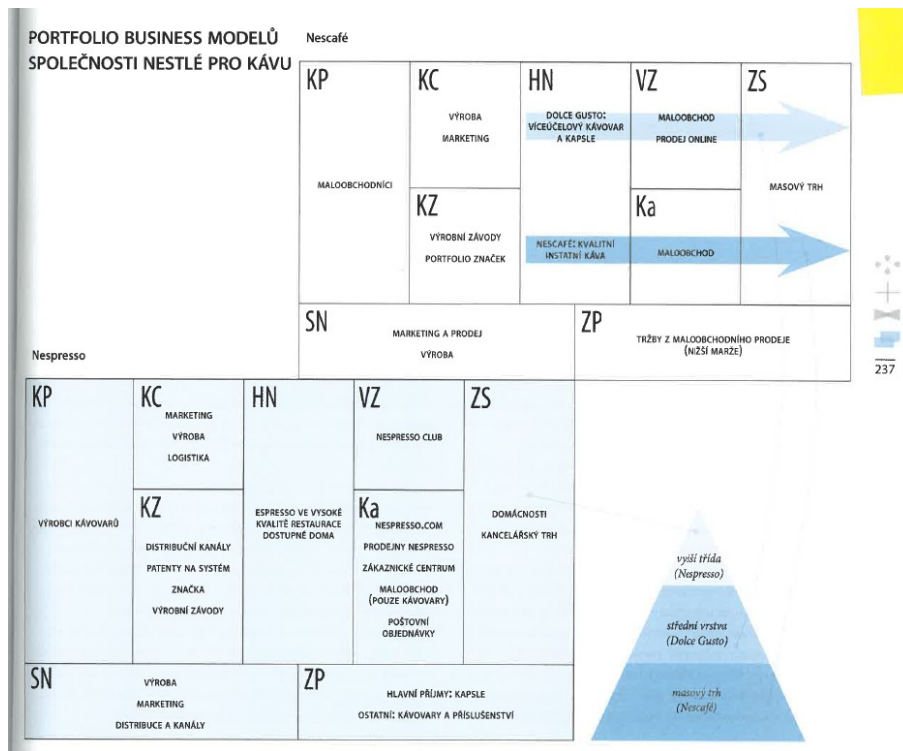 PORTFOLIO BUSINESS MODELŮ
SPOLEČNOSTI NESTLÉ PRO KÁVU
Nescafé
KP
MALOOBCHODNÍCI
KC
VÝROBA
MARKETING
KZ
VÝROBNÍ ZÁVODY
PORTFOLIO ZNAČEK
HN
DOLCE GUSTO:
VÍCEÚČELOVÝ KÁVOVAR
A KAPSLE
NESCAFÉ: KVALITNÍ
INSTATNÍ KÁVA
VZ
MALOOBCHOD
PRODEJ ONLINE
Ka
MALOOBCHOD
ZS
MASOVÝ TRH
SN
MARKETING A PRODEJ
VÝROBA
ZP
TRŽBY Z MALOOBCHODNÍHO PRODEJE
(NIŽŠÍ MARŽE)
237
Nespresso
KP
VÝROBCI KÁVOVARŮ
KC
MARKETING
VÝROBA
LOGISTIKA
KZ
DISTRIBUČNÍ KANÁLY
PATENTY NA SYSTÉM
ZNAČKA
VÝROBNÍ ZÁVODY
HN
ESPRESSO VE VYSOKÉ
KVALITĚ RESTAURACE
DOSTUPNÉ DOMA
VZ
NESPRESSO CLUB
Ka
NESPRESSO.COM
PRODEJNY NESPRESSO
ZÁKAZNICKÉ CENTRUM
MALOOBCHOD
(POUZE KÁVOVARY)
POŠTOVNÍ
OBJEDNÁVKY
ZS
DOMÁCNOSTI
KANCELÁŘSKÝ TRH
SN
VÝROBA
MARKETING
DISTRIBUCE A KANÁLY
ZP
HLAVNÍ PŘÍJMY: KAPSLE
OSTATNÍ: KÁVOVARY A PŘÍSLUŠENSTVÍ
vyšší třída
(Nespresso)
střední vrstva
(Dolce Gusto)
masový trh
(Nescafé)